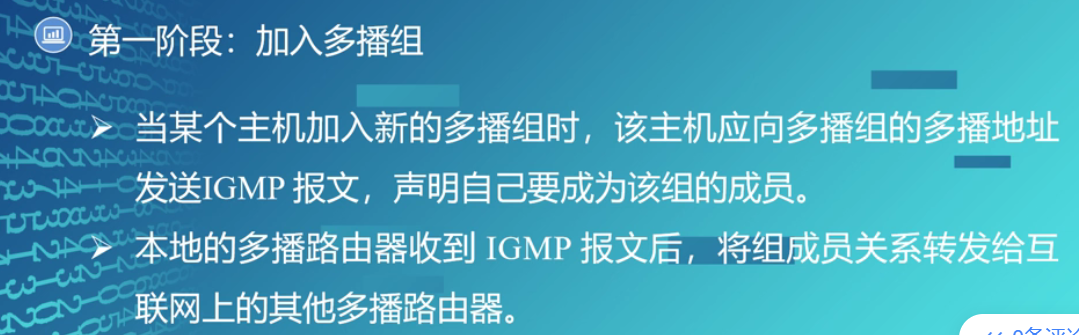 第一阶段：加入多播组
➢ 当某个主机加入新的多播组时，该主机应向多播组的多播地址
发送IGMP 报文，声明自己要成为该组的成员。
➢ 本地的多播路由器收到 IGMP 报文后，将组成员关系转发给互
联网上的其他多播路由器。